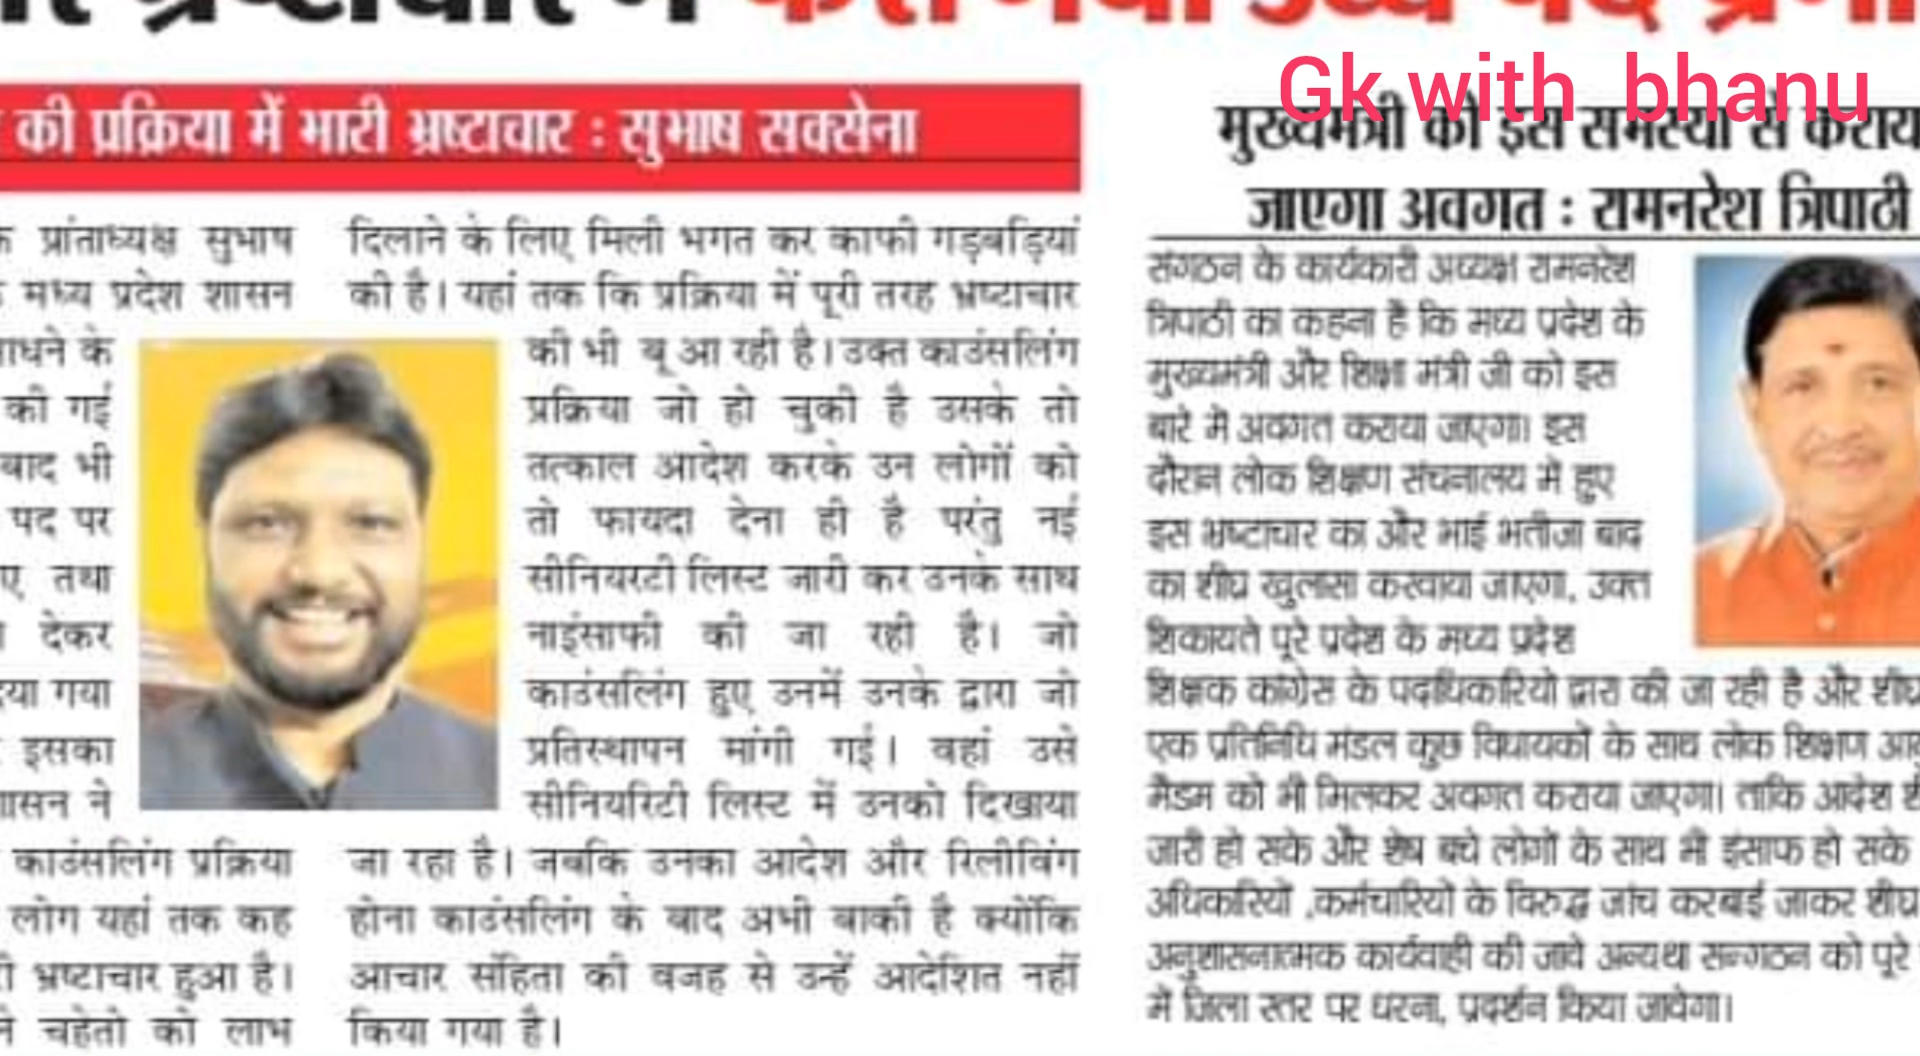 की प्रक्रिया में भारी भ्रष्टाचार : सुभाष सक्सेना
प्रांताध्यक्ष सुभाष
मध्य प्रदेश शासन
के
की गई
बाद भी
पद पर
तथा
देकर
गया
इसका
ने
काउंसलिंग प्रक्रिया
लोग यहां तक कह
भ्रष्टाचार हुआ है।
चहेतो को लाभ
दिलाने के लिए मिली भगत कर काफी गड़बड़ियां
की है। यहां तक कि प्रक्रिया में पूरी तरह भ्रष्टाचार
की भी बू आ रही है। उक्त काउंसलिंग
प्रक्रिया जो हो चुकी है उसके तो
तत्काल आदेश करके उन लोगों को
तो फायदा देना ही है परंतु नई
सीनियरटी लिस्ट जारी कर उनके साथ
नाइंसाफी की जा रही है। जो
काउंसलिंग हुए उनमें उनके द्वारा जो
प्रतिस्थापन मांगी गई। वहां उसे
सीनियरिटी लिस्ट में उनको दिखाया
जा रहा है। जबकि उनका आदेश और रिलीविंग
होना काउंसलिंग के बाद अभी बाकी है क्योंकि
आचार संहिता की वजह से उन्हें आदेशित नहीं
किया गया है।
Gk with bhanu
मुख्यमंत्री को इस समस्या से कराया
जाएगा अवगत : रामनरेश त्रिपाठी
संगठन के कार्यकारी अध्यक्ष रामनरेश
त्रिपाठी का कहना है कि मध्य प्रदेश के
मुख्यमंत्री और शिक्षा मंत्री जी को इस
बारे में अवगत कराया जाएगा। इस
दौरान लोक शिक्षण संचनालय में हुए
इस भ्रष्टाचार का और भाई भतीजा बाद
का शीघ्र खुलासा करवाया जाएगा, उक्त
शिकायते पूरे प्रदेश के मध्य प्रदेश
शिक्षक कांग्रेस के पदाधिकारियो द्वारा की जा रही है और शीघ्र
एक प्रतिनिधि मंडल कुछ विधायकों के साथ लोक शिक्षण
मैडम को भी मिलकर अवगत कराया जाएगा। ताकि आदेश
जारी हो सके और शेष बचे लोगों के साथ भी इंसाफ हो सके
अधिकारियों ,कर्मचारियों के विरुद्ध जांच करबाई जाकर शीघ्र
अनुशासनात्मक कार्यवाही की जावे अन्यथा सन्गठन को पूरे
में जिला स्तर पर धरना, प्रदर्शन किया जावेगा।